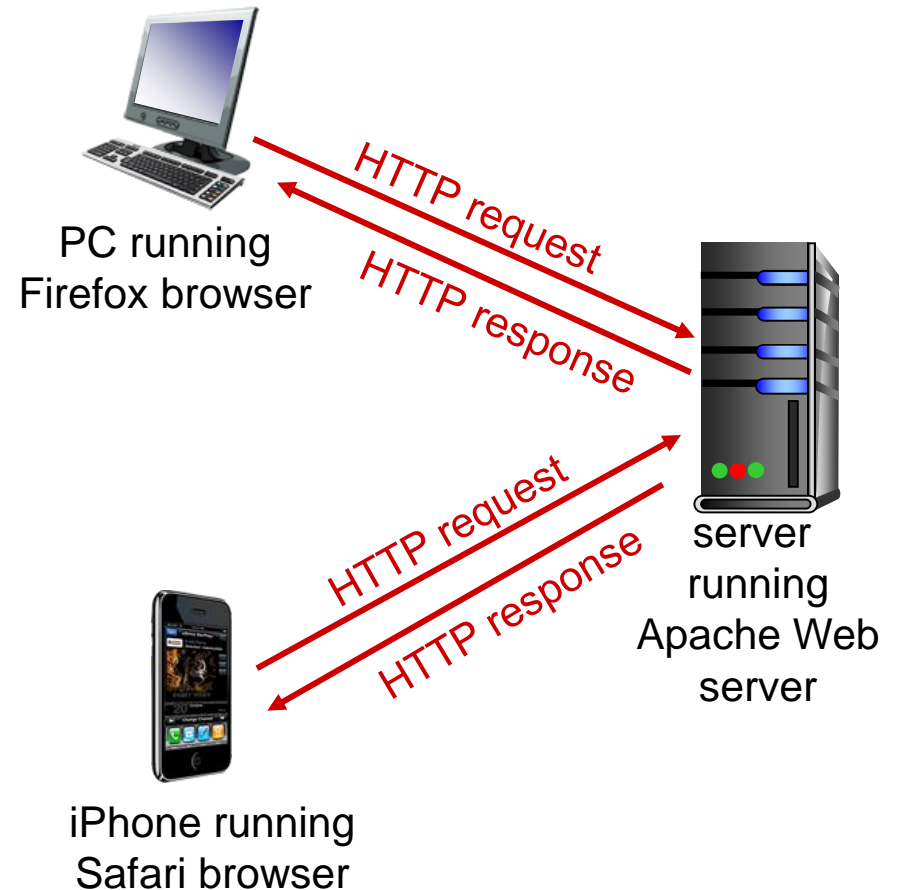 HTTP request
HTTP response
PC running
Firefox browser
HTTP request
HTTP response
server
running
Apache Web
server
iPhone running
Safari browser